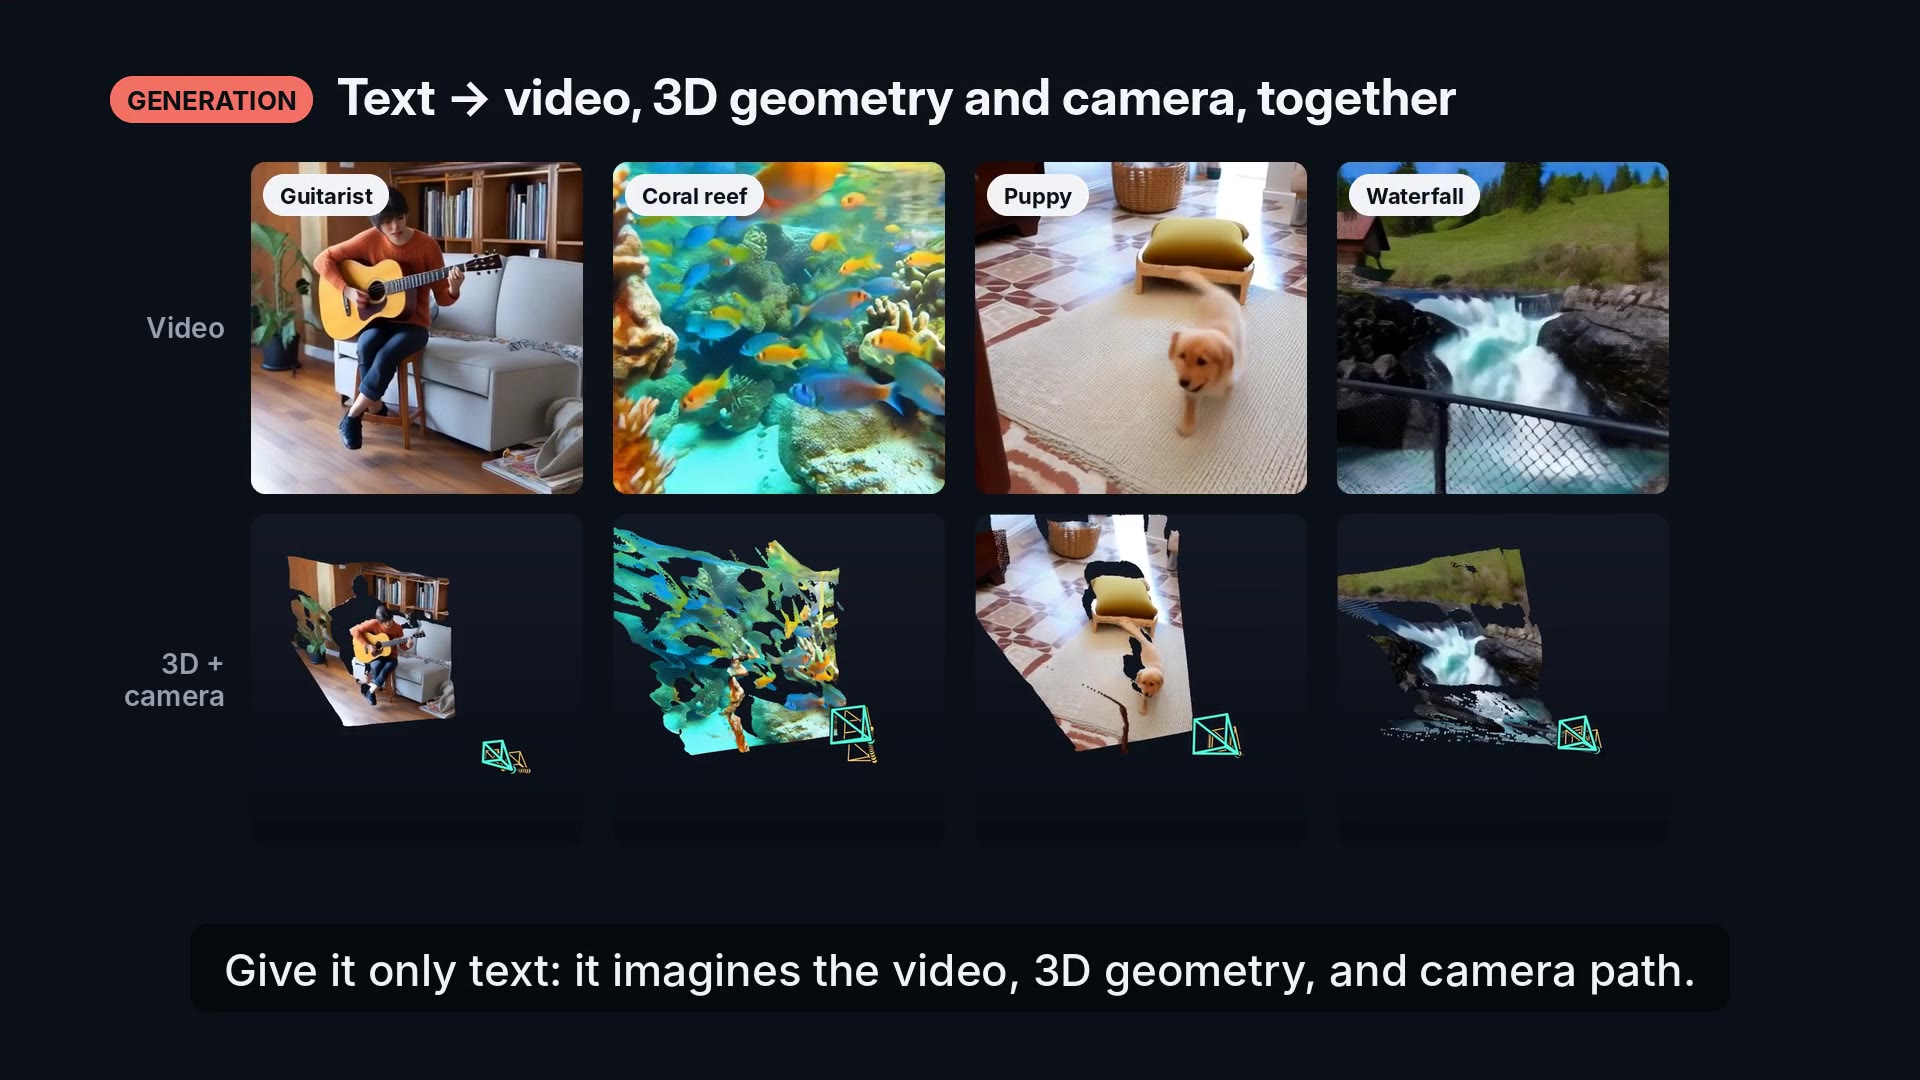 GENERATION Text → video, 3D geometry and camera, together
Guitarist
Coral reef
Puppy
Waterfall
Video
3D +
camera
Give it only text: it imagines the video, 3D geometry, and camera path.